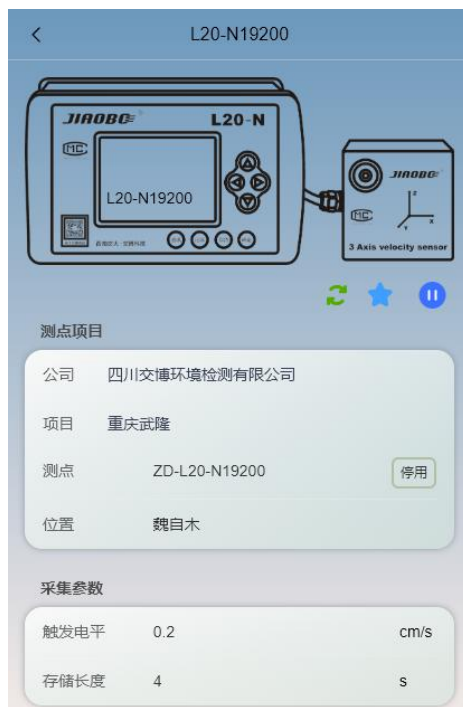 L20-N19200
JIAOBO
L20-N
MC
L20-N19200
JIAOBO
MC
Z
Y
X
3 Axis velocity sensor
测点项目
公司 四川交博环境检测有限公司
项目 重庆武隆
测点 ZD-L20-N19200 停用
位置 魏自木
采集参数
触发电平 0.2 cm/s
存储长度 4 s